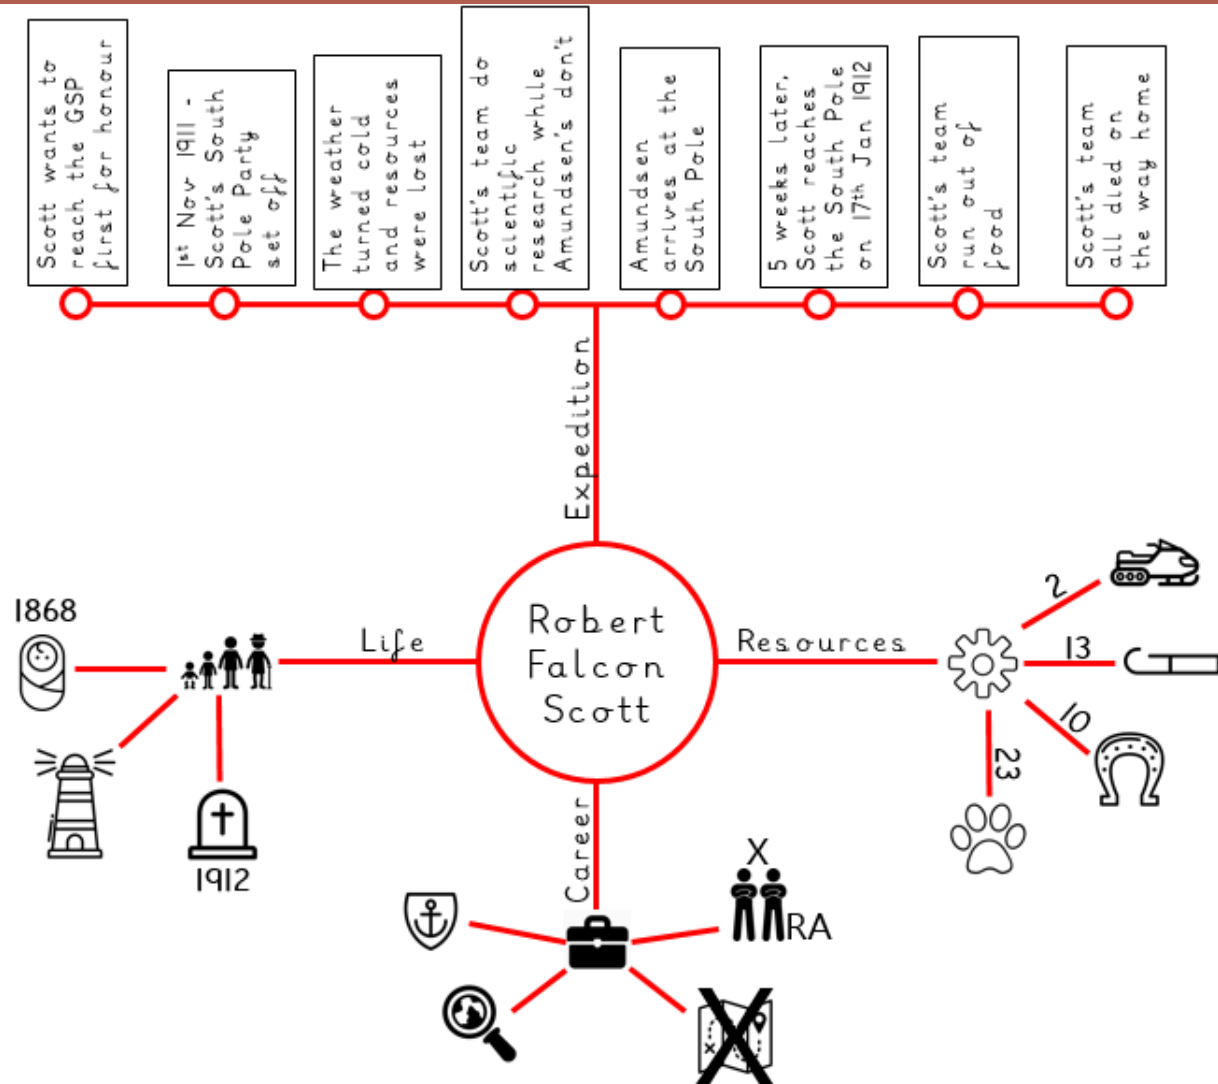 Scott wants to
reach the GSP
first for honour
1st Nov 1911 -
Scott's South
Pole Party
set off
The weather
turned cold
and resources
were lost
Scott's team do
scientific
research while
Amundsen's don't
Amundsen
arrives at the
South Pole
5 weeks later,
Scott reaches
the South Pole
on 17th Jan 1912
Scott's team
run out of
food
Scott's team
all died on
the way home
Expedition
Robert
Falcon
Scott
Life
1868
1912
Resources
2
13
10
23
Career
X
RA